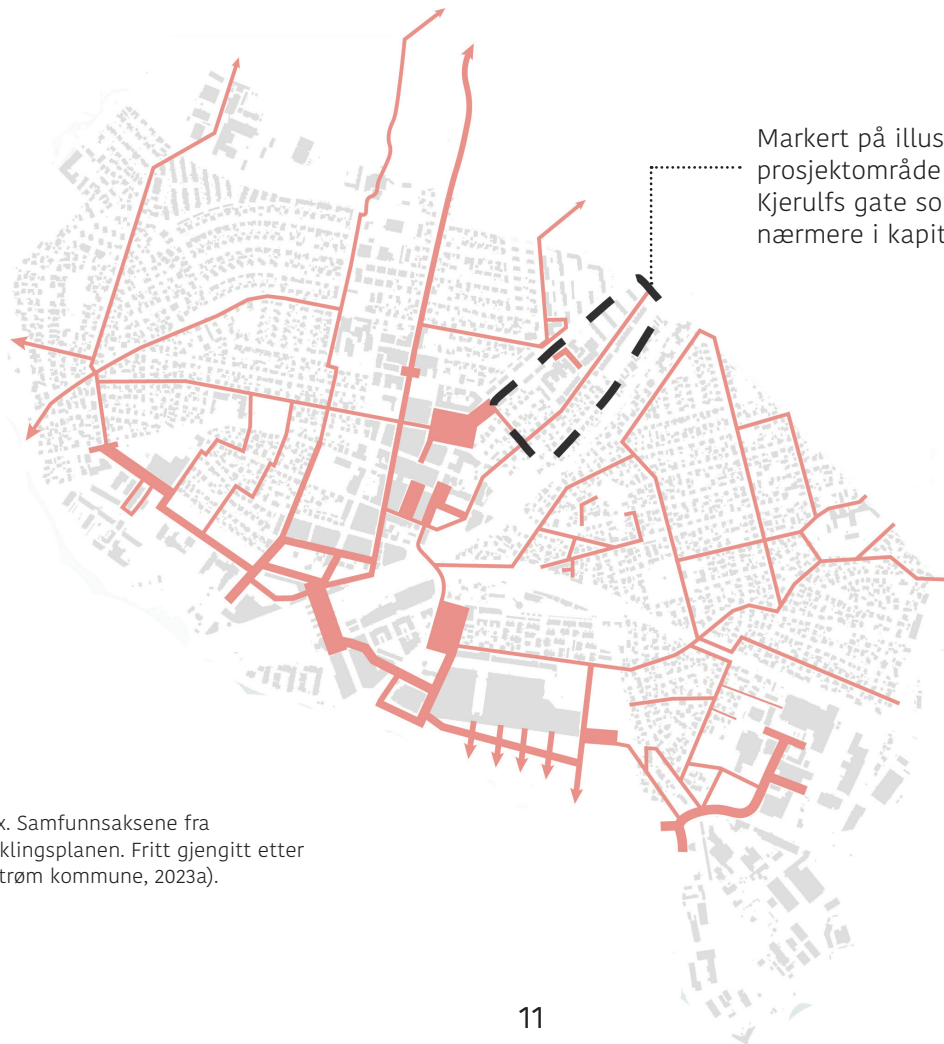 Markert på illus
prosjektområde
Kjerulfs gate so
nærmere i kapit
x. Samfunnsaksene fra
klingsplanen. Fritt gjengitt etter
trøm kommune, 2023a).
11